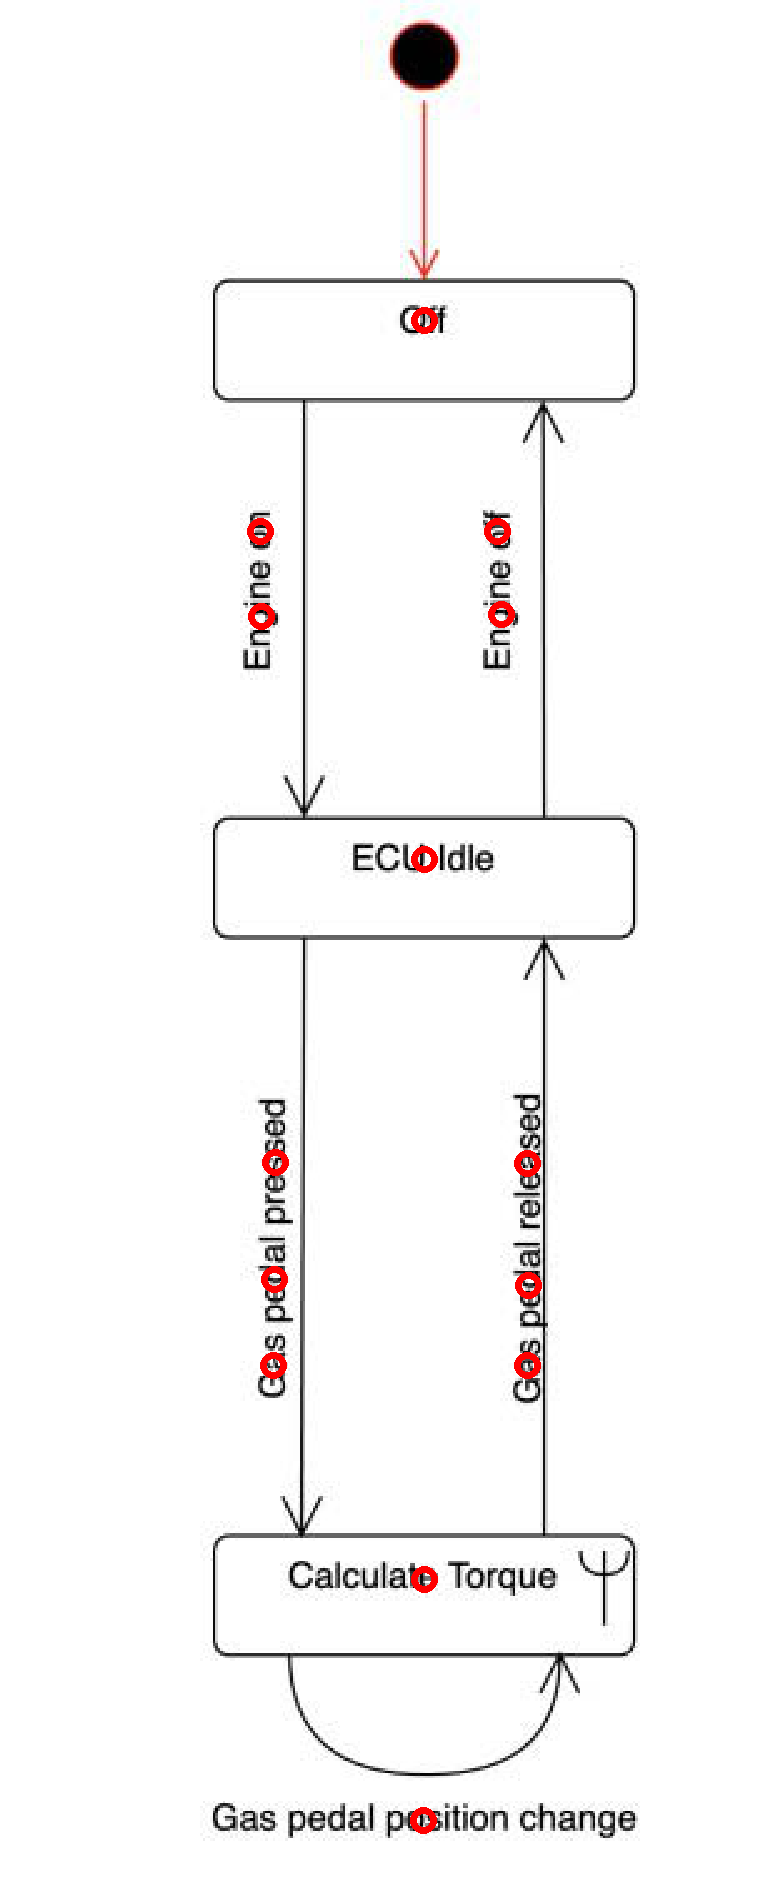 Off
Engine on
Engine off
ECU Idle
Gas pedal pressed
Gas pedal released
Calculate Torque
Gas pedal position change